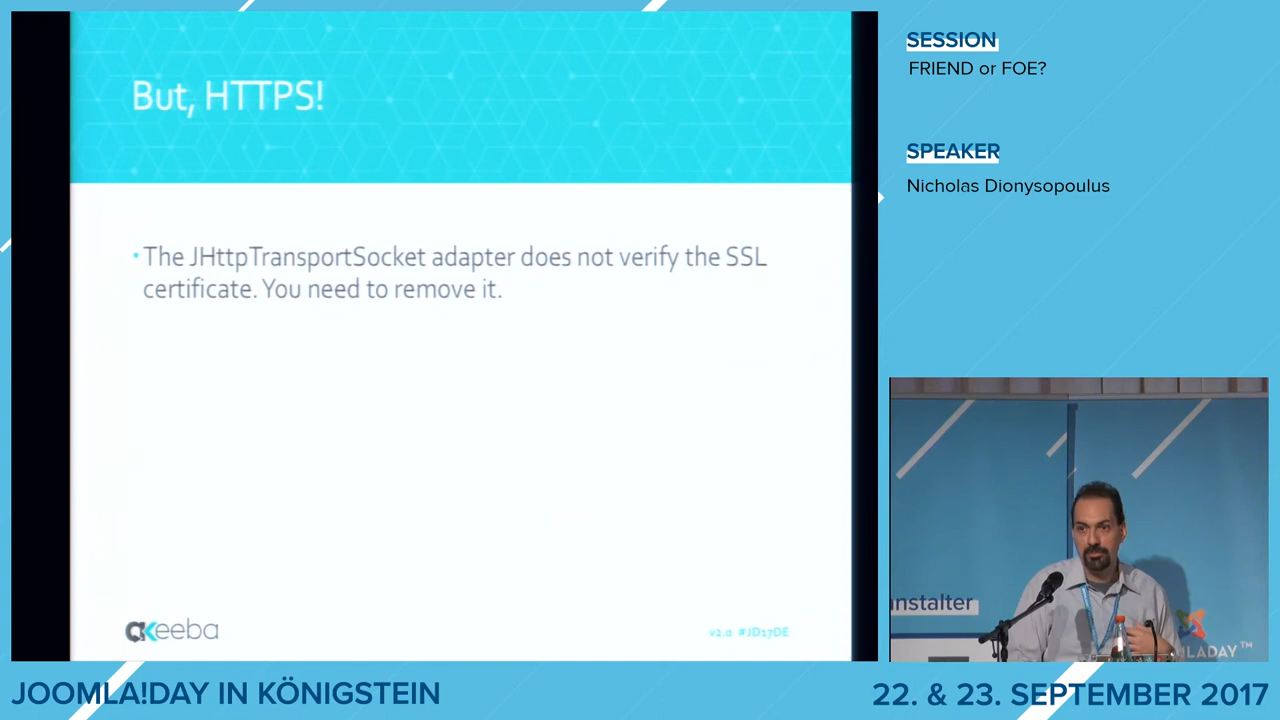 But, HTTPS!
• The JHttpTransportSocket adapter does not verify the SSL
certificate. You need to remove it.
akeeba
v2.0 #JD17DE
SESSION
FRIEND or FOE?
SPEAKER
Nicholas Dionysopoulus
nstalter
MLADAY™
JOOMLA!DAY IN KÖNIGSTEIN
22. & 23. SEPTEMBER 2017